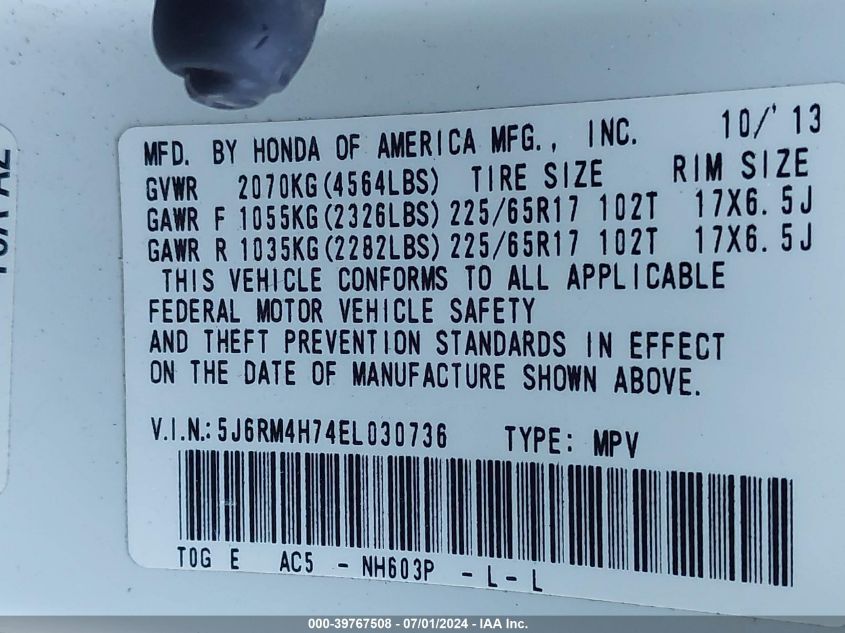 MFD. BY HONDA OF AMERICA MFG., INC. 10/'13
GVWR 2070KG(4564LBS) TIRE SIZE RIM SIZE
GAWR F 1055KG(2326LBS) 225/65R17 102T 17X6.5J
GAWR R 1035KG(2282LBS) 225/65R17 102T 17X6.5J
THIS VEHICLE CONFORMS TO ALL APPLICABLE
FEDERAL MOTOR VEHICLE SAFETY
AND THEFT PREVENTION STANDARDS IN EFFECT
ON THE DATE OF MANUFACTURE SHOWN ABOVE.
V.I.N.: 5J6RM4H74EL030736 TYPE: MPV
T0G E AC5 - NH603P - L - L
000-39767508 - 07/01/2024 - IAA Inc.